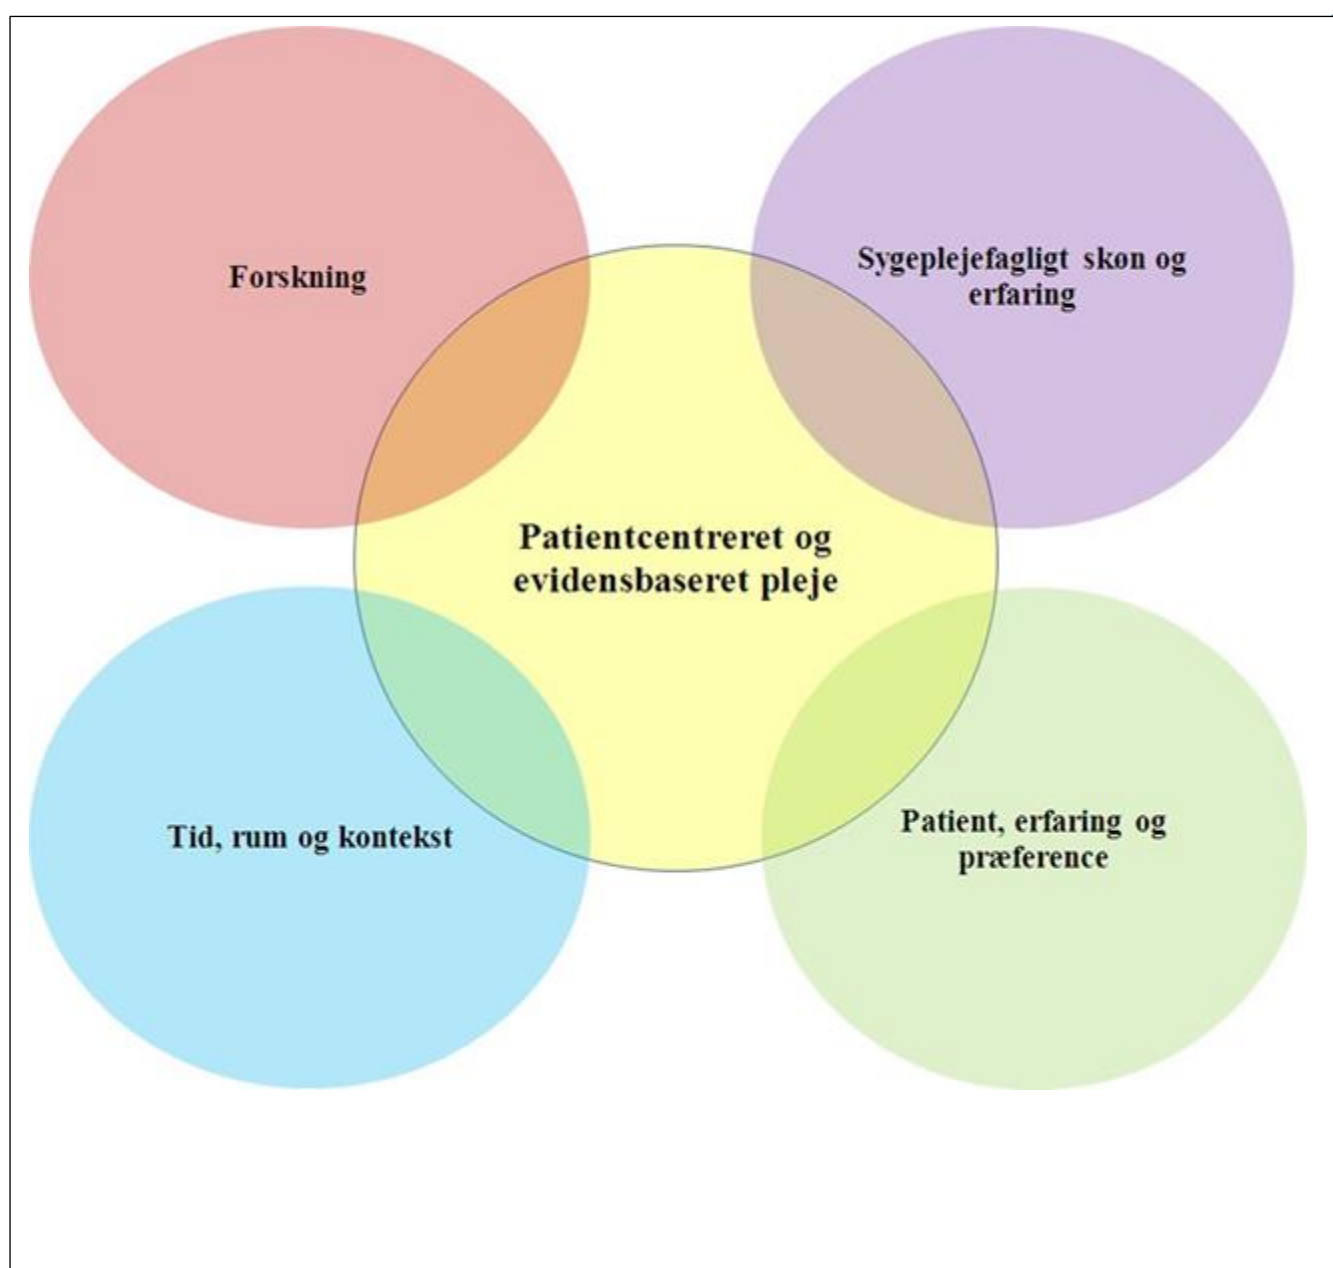 Forskning
Sygeplejefagligt skøn og
erfaring
Patientcentreret og
evidensbaseret pleje
Tid, rum og kontekst
Patient, erfaring og
præference